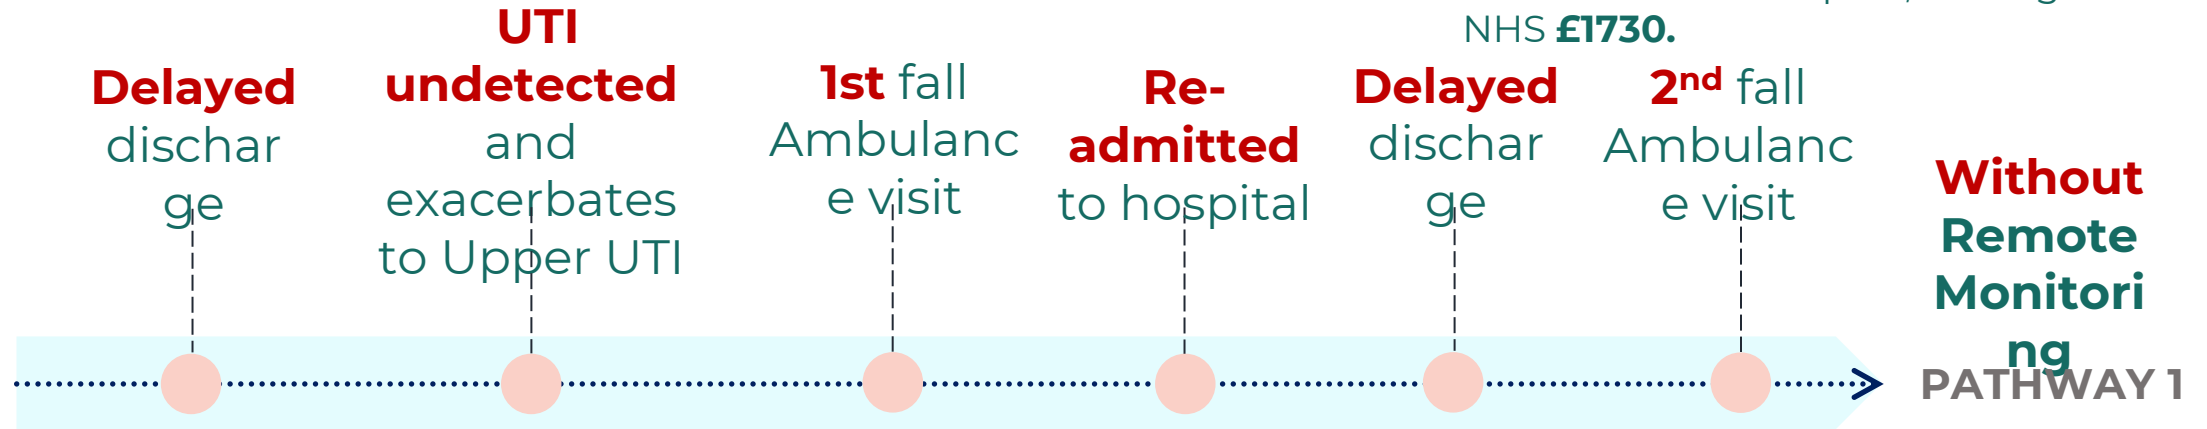 NHS £1730.
Delayed
dischar
ge
UTI
undetected
and
exacerbates
to Upper UTI
1st fall
Ambulanc
e visit
Re-
admitted
to hospital
Delayed
dischar
ge
2nd fall
Ambulanc
e visit
Without
Remote
Monitori
ng
PATHWAY 1